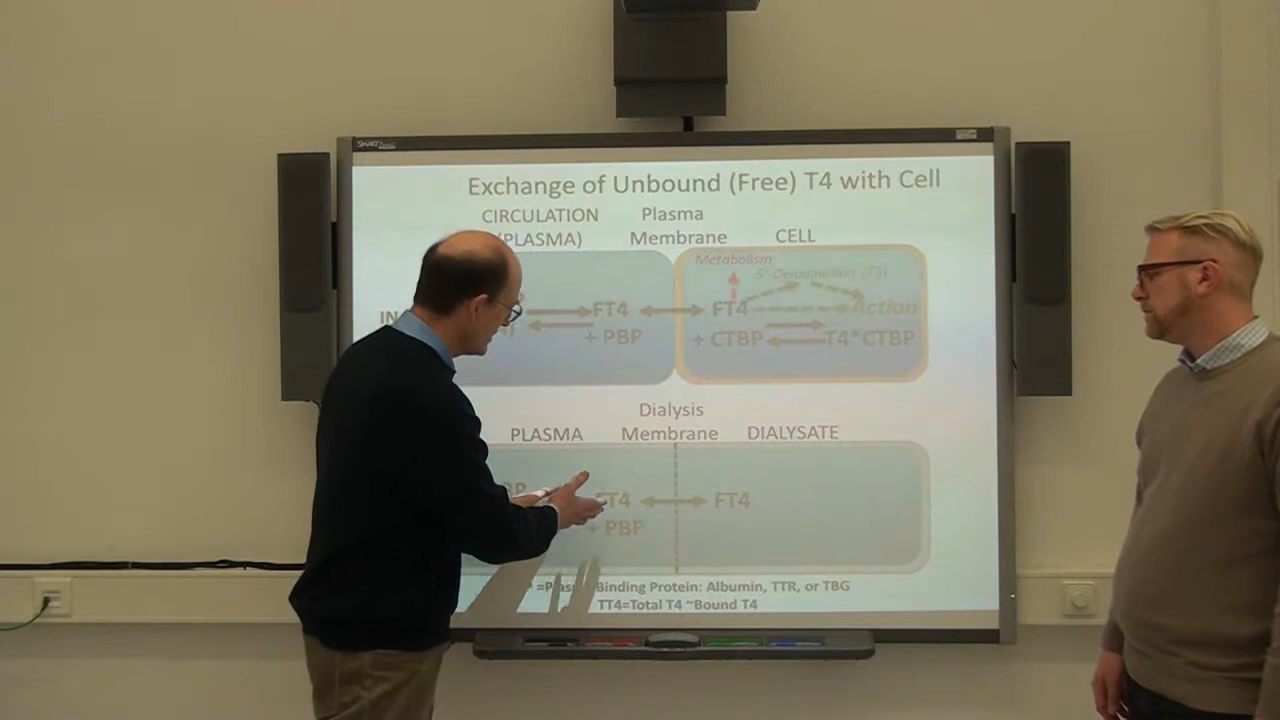 SMART
Exchange of Unbound (Free) T4 with Cell
CIRCULATION
(PLASMA)
Plasma
Membrane
CELL
Metabolism
5'-Deiodination (T3)
IN
FT4
FT4
Action
+ PBP
+ CTBP
T4*CTBP
Dialysis
Membrane
PLASMA
DIALYSATE
FT4
FT4
+ PBP
Binding Protein: Albumin, TTR, or TBG
TT4=Total T4 ~Bound T4